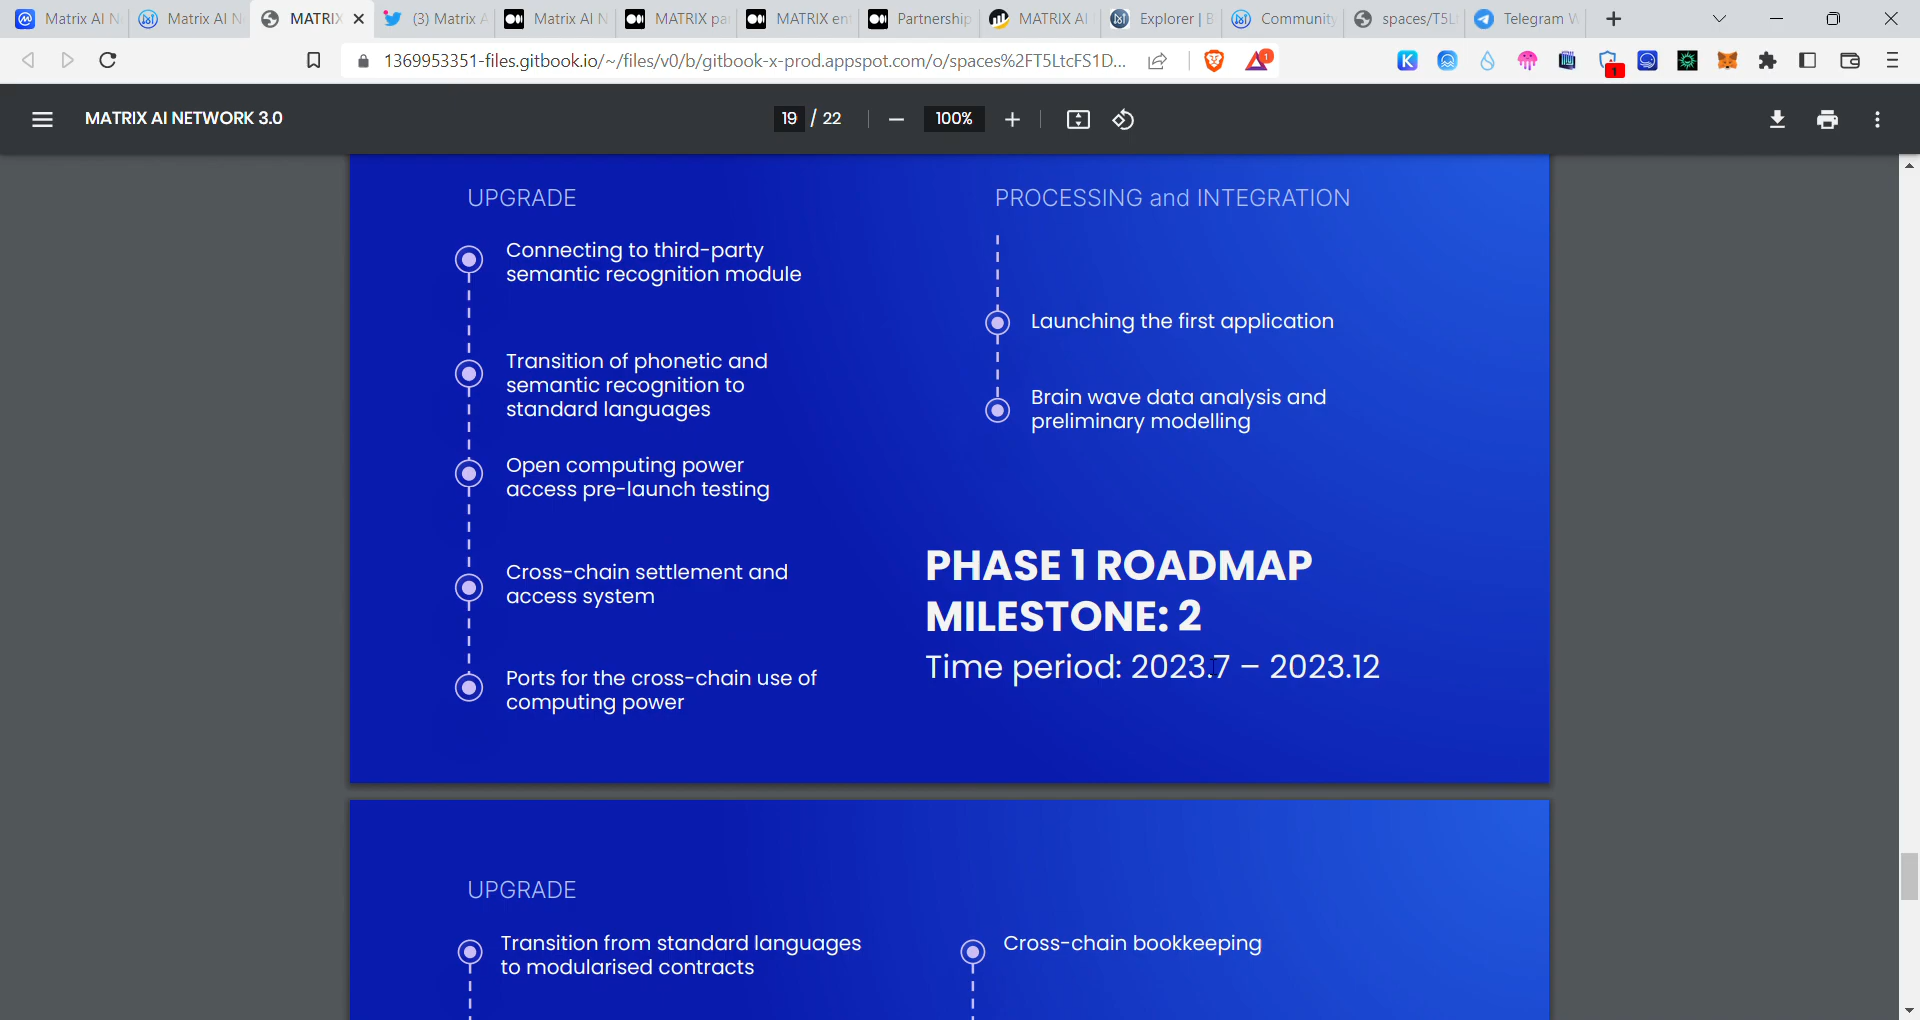 Matrix AI N
Matrix AI N
MATRIX
(3) Matrix A
Matrix AI N
MATRIX pa
MATRIX en
Partnership
MATRIX AI
Explorer | B
Community
spaces/T5L
Telegram W
1369953351-files.gitbook.io/~/files/v0/b/gitbook-x-prod.appspot.com/o/spaces%2FT5LtcFS1D...
1
K
1
MATRIX AI NETWORK 3.0
19 / 22
100%
UPGRADE
Connecting to third-party
semantic recognition module
Transition of phonetic and
semantic recognition to
standard languages
Open computing power
access pre-launch testing
Cross-chain settlement and
access system
Ports for the cross-chain use of
computing power
PROCESSING and INTEGRATION
Launching the first application
Brain wave data analysis and
preliminary modelling
PHASE 1 ROADMAP
MILESTONE: 2
Time period: 2023.7 – 2023.12
UPGRADE
Transition from standard languages
to modularised contracts
Cross-chain bookkeeping